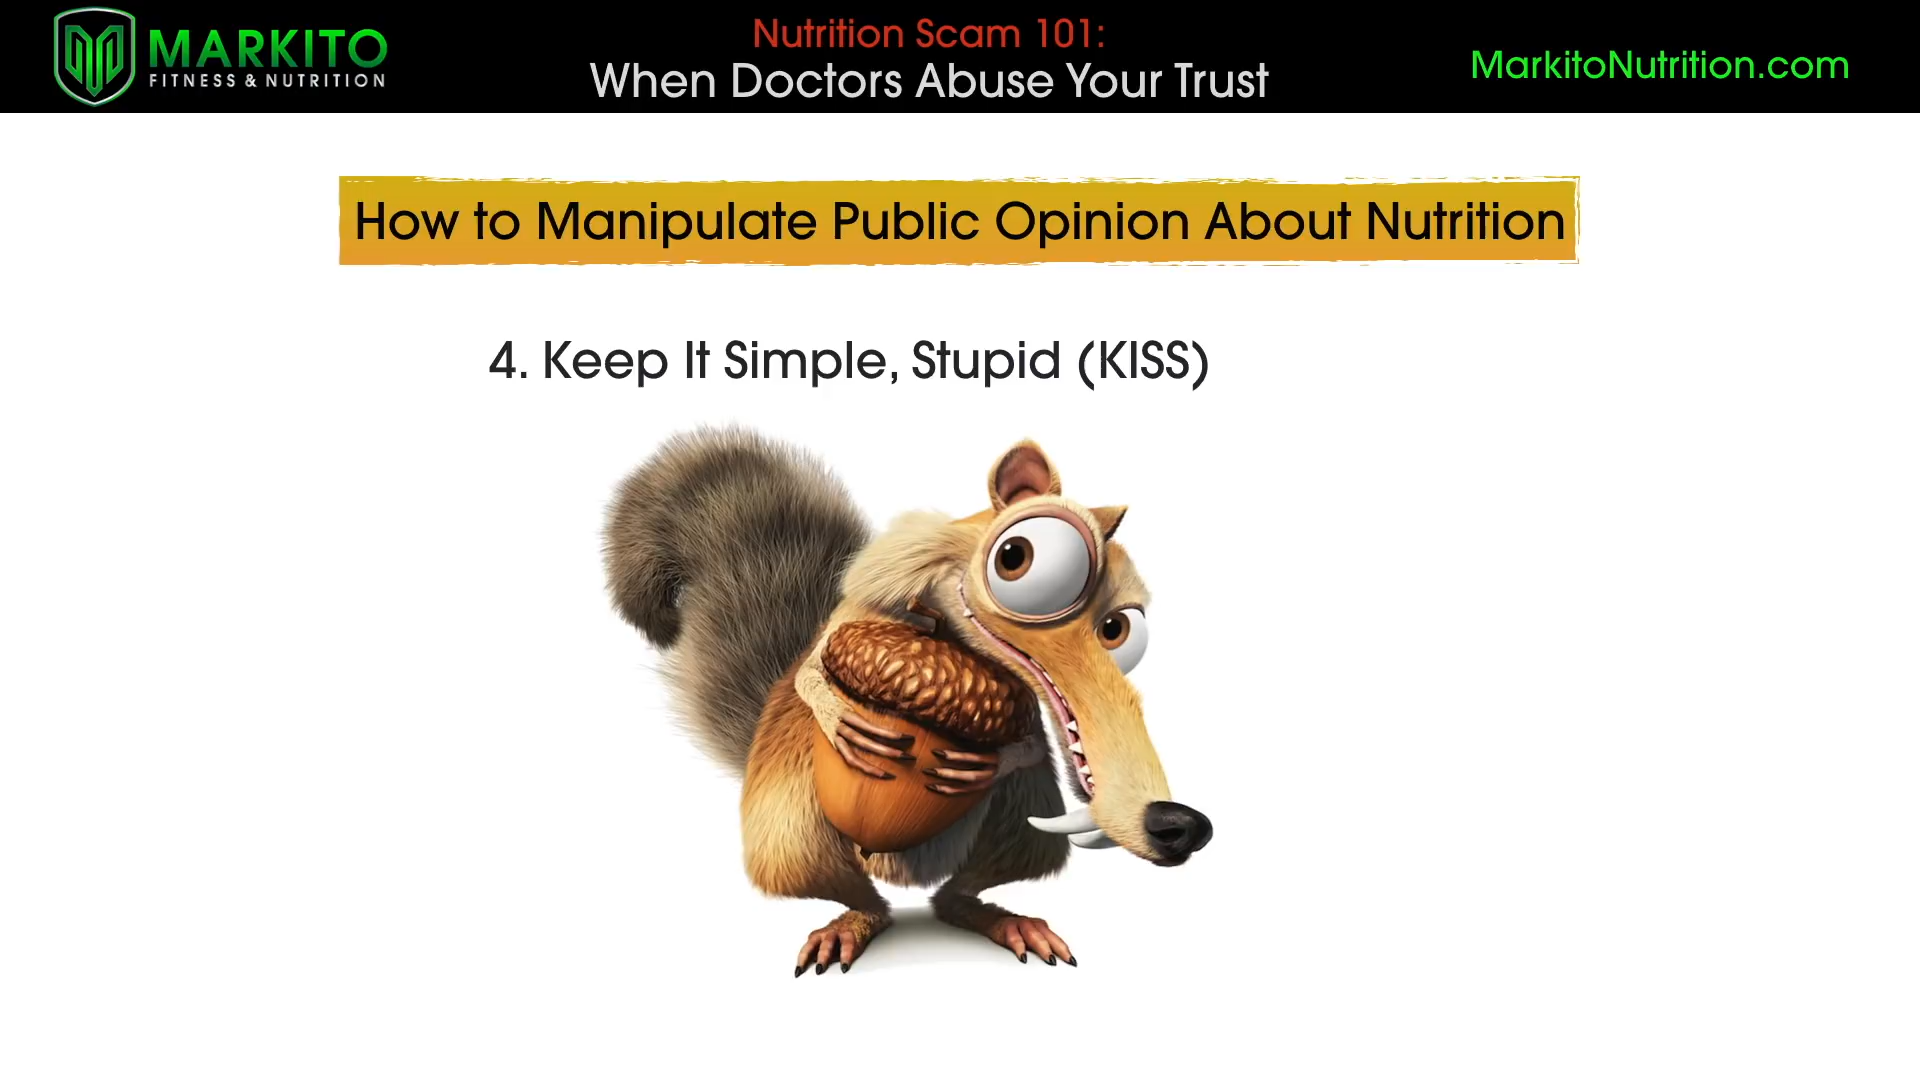 MARKITO
FITNESS & NUTRITION
Nutrition Scam 101:
When Doctors Abuse Your Trust
MarkitoNutrition.com
How to Manipulate Public Opinion About Nutrition
4. Keep It Simple, Stupid (KISS)